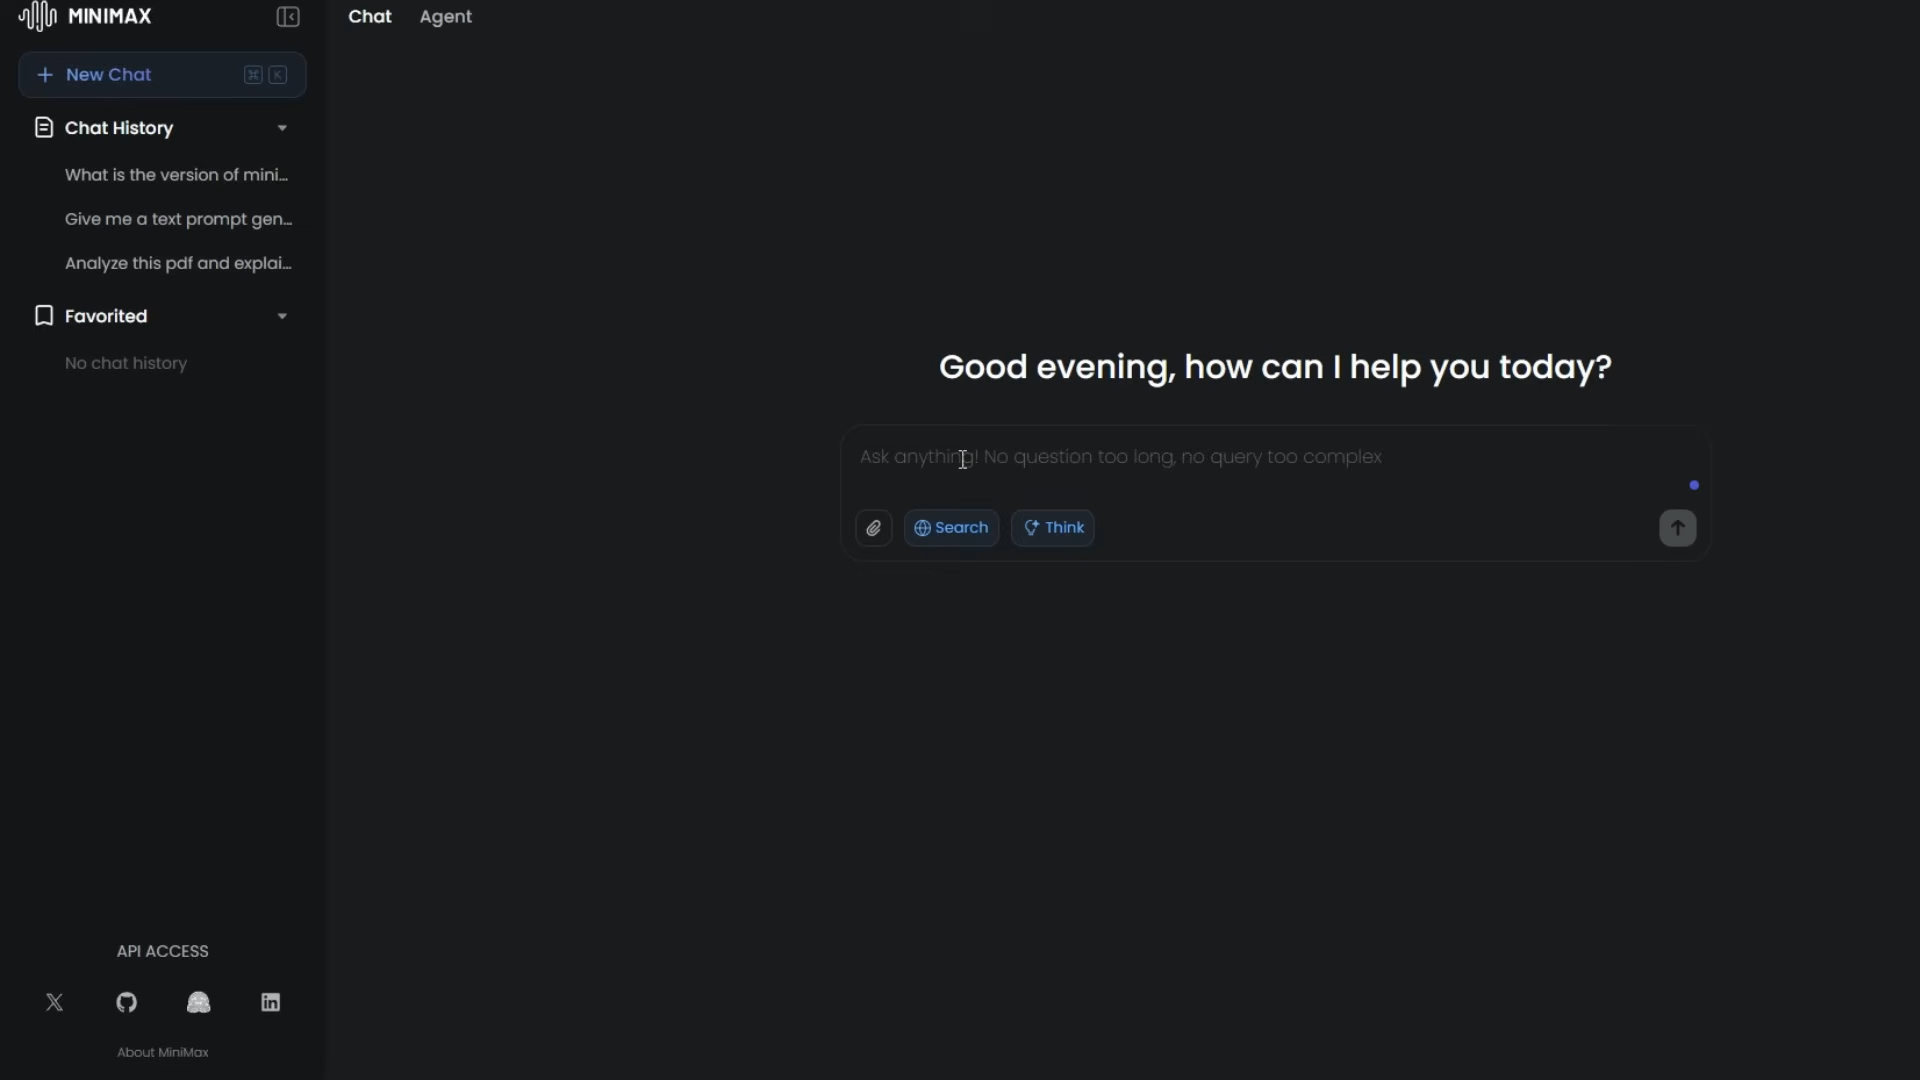 MINIMAX
Chat Agent
+ New Chat ⌘ K
Chat History
What is the version of mini...
Give me a text prompt gen...
Analyze this pdf and explai...
Favorited
No chat history
Good evening, how can I help you today?
Ask anything! No question too long, no query too complex
Search Think
API ACCESS
X in
About MiniMax